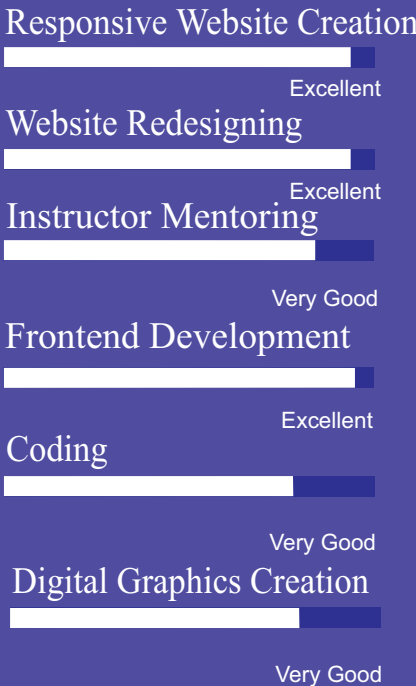 Responsive Website Creation
Excellent
Website Redesigning
Excellent
Instructor Mentoring
Very Good
Frontend Development
Excellent
Coding
Very Good
Digital Graphics Creation
Very Good